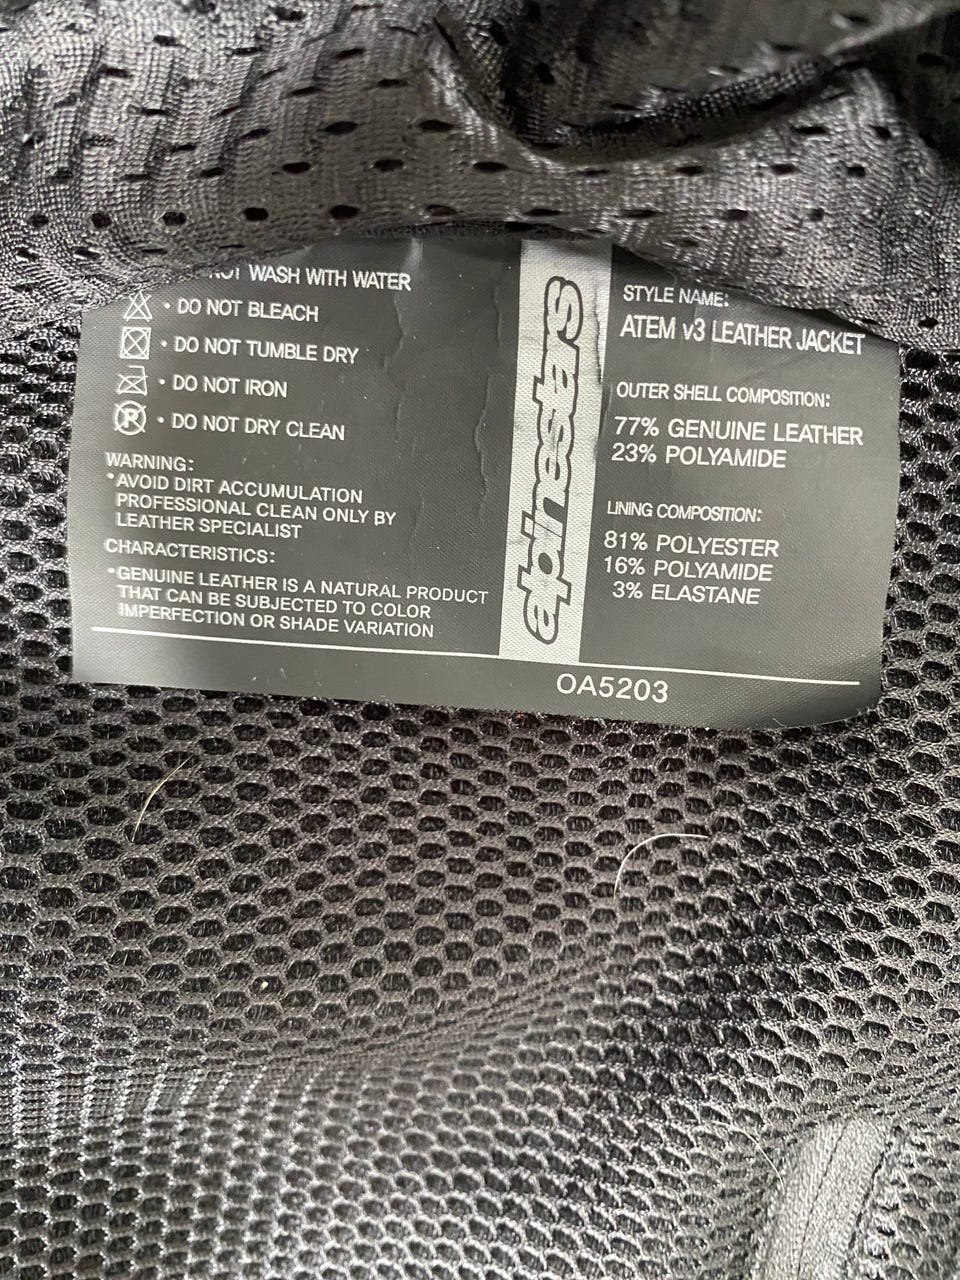 WASH WITH WATER
• DO NOT BLEACH
• DO NOT TUMBLE DRY
• DO NOT IRON
P • DO NOT DRY CLEAN
WARNING:
*AVOID DIRT ACCUMULATION
PROFESSIONAL CLEAN ONLY BY
LEATHER SPECIALIST
CHARACTERISTICS:
*GENUINE LEATHER IS A NATURAL PRODUCT
THAT CAN BE SUBJECTED TO COLOR
IMPERFECTION OR SHADE VARIATION
alpinestars
STYLE NAME:
ATEM v3 LEATHER JACKET
OUTER SHELL COMPOSITION:
77% GENUINE LEATHER
23% POLYAMIDE
LINING COMPOSITION:
81% POLYESTER
16% POLYAMIDE
3% ELASTANE
OA5203